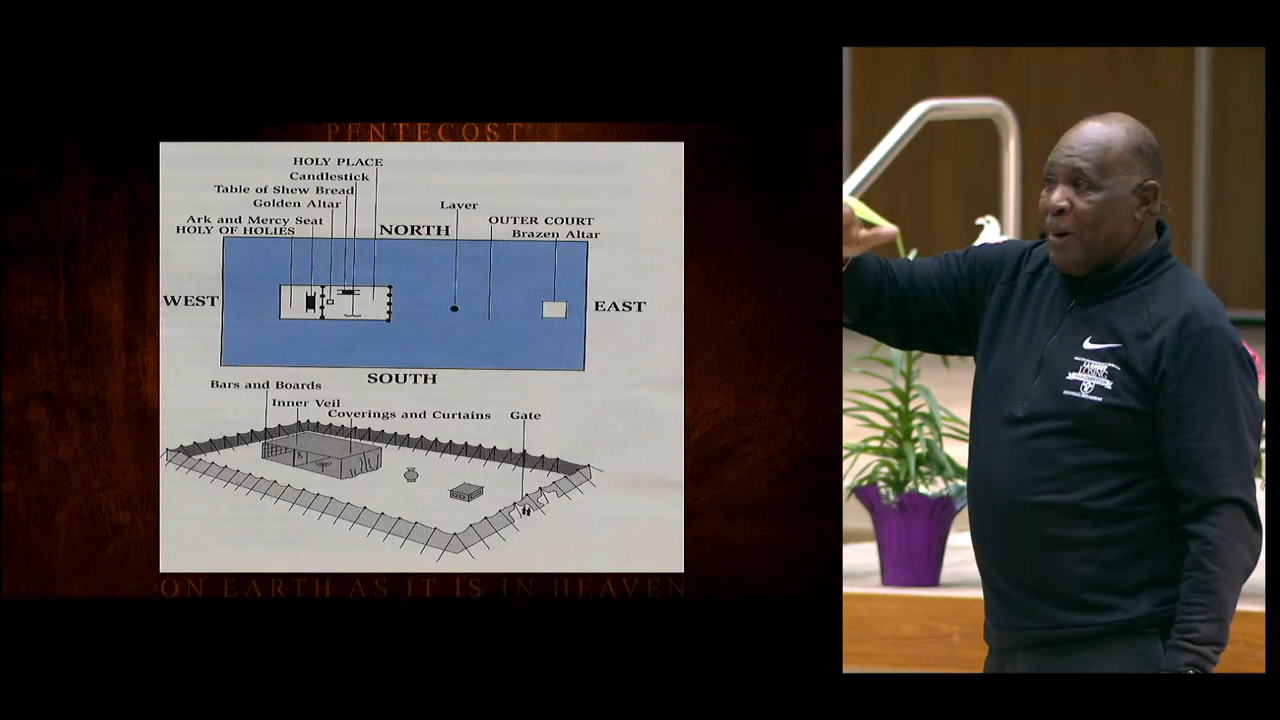 PENTECOST
HOLY PLACE
Candlestick
Table of Shew Bread
Golden Altar
Ark and Mercy Seat
HOLY OF HOLIES
NORTH
Laver
OUTER COURT
Brazen Altar
WEST
EAST
SOUTH
Bars and Boards
Inner Veil
Coverings and Curtains
Gate
ON EARTH AS IT IS IN HEAVEN
LOSING